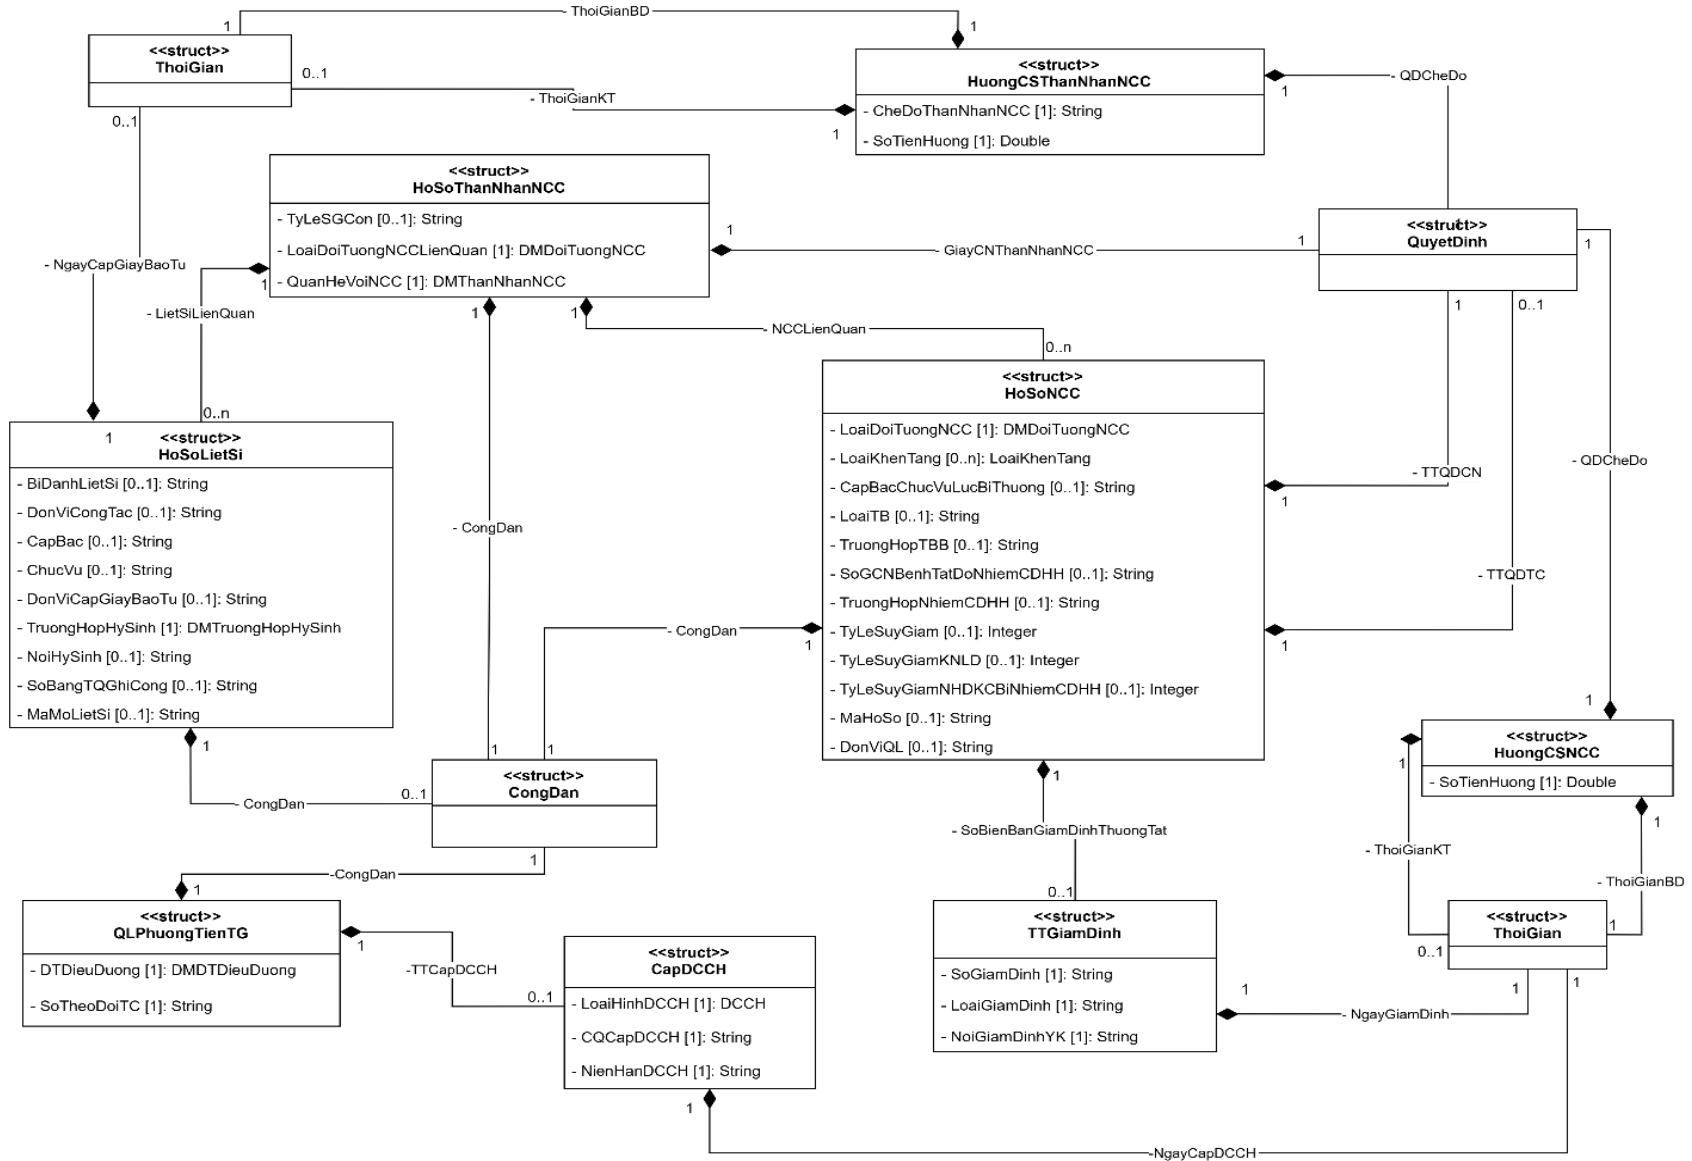 - ThoiGianBD
1
1
<<struct>>
ThoiGian
0..1
- ThoiGianKT
1
0..1
<<struct>>
HuongCSThanNhanNCC
- CheDoThanNhanNCC [1]: String
- SoTienHuong [1]: Double
1
- QDCheDo
1
<<struct>>
HoSoThanNhanNCC
- TyLeSGCon [0..1]: String
- LoaiDoiTuongNCCLienQuan [1]: DMDoiTuongNCC
- QuanHeVoiNCC [1]: DMThanNhanNCC
1
- GiayCNThanNhanNCC
1
<<struct>>
QuyetDinh
1
1
0..1
- NgayCapGiayBaoTu
1
- LietSiLienQuan
0..n
1
1
1
- NCCLienQuan
0..n
<<struct>>
HoSoLietSi
- BiDanhLietSi [0..1]: String
- DonViCongTac [0..1]: String
- CapBac [0..1]: String
- ChucVu [0..1]: String
- DonViCapGiayBaoTu [0..1]: String
- TruongHopHySinh [1]: DMTruongHopHySinh
- NoiHySinh [0..1]: String
- SoBangTQGhiCong [0..1]: String
- MaMoLietSi [0..1]: String
<<struct>>
HoSoNCC
- LoaiDoiTuongNCC [1]: DMDoiTuongNCC
- LoaiKhenTang [0..n]: LoaiKhenTang
- CapBacChucVuLucBiThuong [0..1]: String
- LoaiTB [0..1]: String
- TruongHopTBB [0..1]: String
- SoGCNBenhTatDoNhiemCDHH [0..1]: String
- TruongHopNhiemCDHH [0..1]: String
- TyLeSuyGiam [0..1]: Integer
- TyLeSuyGiamKNLD [0..1]: Integer
- TyLeSuyGiamNHDKCBiNhiemCDHH [0..1]: Integer
- MaHoSo [0..1]: String
- DonViQL [0..1]: String
- QDCheDo
- TTQDCN
1
- CongDan
- TTQDTC
1
- CongDan
1
1
1
1
- CongDan
0..1
<<struct>>
CongDan
1
-CongDan
1
1
<<struct>>
HuongCSNCC
- SoTienHuong [1]: Double
1
1
- SoBienBanGiamDinhThuongTat
0..1
1
- ThoiGianKT
- ThoiGianBD
0..1
1
<<struct>>
QLPhuongTienTG
- DTDieuDuong [1]: DMDTDieuDuong
- SoTheoDoiTC [1]: String
1
-TTCapDCCH
0..1
<<struct>>
CapDCCH
- LoaiHinhDCCH [1]: DCCH
- CQCapDCCH [1]: String
- NienHanDCCH [1]: String
<<struct>>
TTGiamDinh
- SoGiamDinh [1]: String
- LoaiGiamDinh [1]: String
- NoiGiamDinhYK [1]: String
<<struct>>
ThoiGian
1
- NgayGiamDinh
1
1
1
-NgayCapDCCH